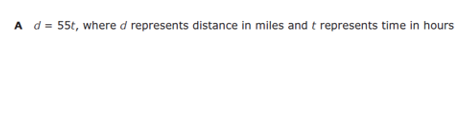 A d = 55t, where d represents distance in miles and t represents time in hours